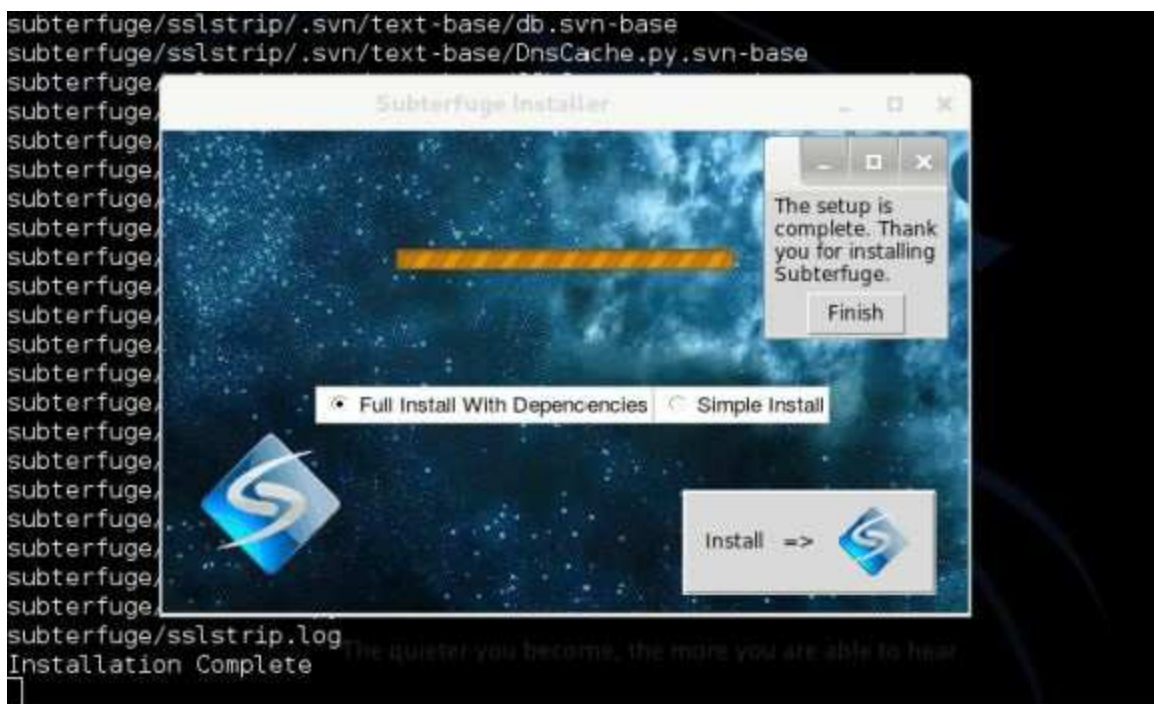 subterfuge/sslstrip/.svn/text-base/db.svn-base
subterfuge/sslstrip/.svn/text-base/DnsCache.py.svn-base
subterfuge/
Subterfuge Installer
subterfuge,
subterfuge,
subterfuge,
subterfuge,
subterfuge,
The setup is
complete. Thank
you for installing
Subterfuge.
Finish
subterfuge,
subterfuge,
subterfuge,
subterfuge,
subterfuge,
subterfuge,
Full Install With Depencencies
Simple Install
subterfuge,
subterfuge,
subterfuge,
subterfuge,
subterfuge,
Install =>
subterfuge,
subterfuge,
subterfuge/sslstrip.log
The quieter you become, the more you are able to hear
Installation Complete